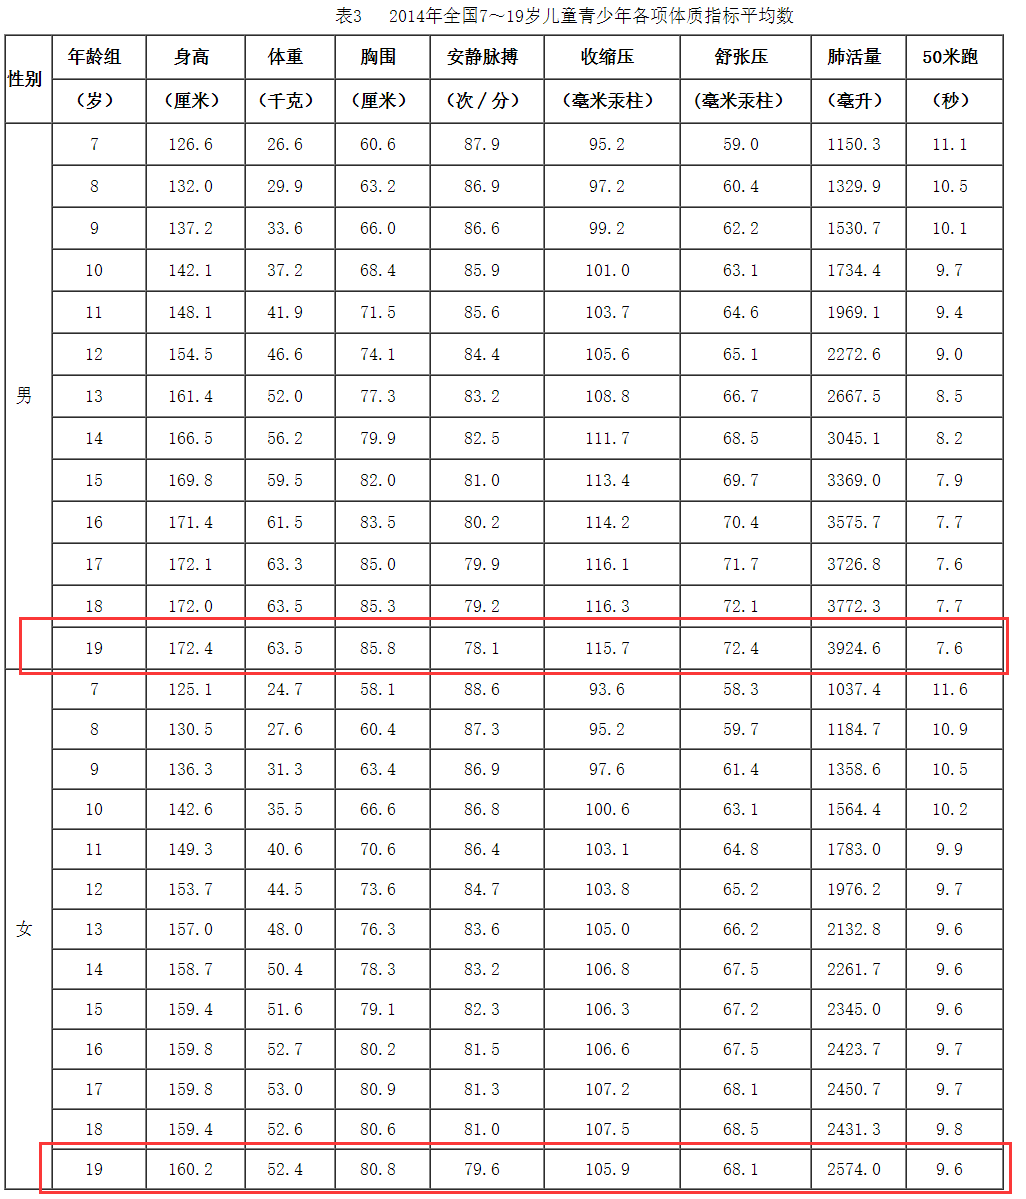 表3 2014年全国7～19岁儿童青少年各项体质指标平均数
性别 年龄组 身高 体重 胸围 安静脉搏 收缩压 舒张压 肺活量 50米跑
（岁） （厘米） （千克） （厘米） （次／分） （毫米汞柱） （毫米汞柱） （毫升） （秒）
7 126.6 26.6 60.6 87.9 95.2 59.0 1150.3 11.1
8 132.0 29.9 63.2 86.9 97.2 60.4 1329.9 10.5
9 137.2 33.6 66.0 86.6 99.2 62.2 1530.7 10.1
10 142.1 37.2 68.4 85.9 101.0 63.1 1734.4 9.7
11 148.1 41.9 71.5 85.6 103.7 64.6 1969.1 9.4
12 154.5 46.6 74.1 84.4 105.6 65.1 2272.6 9.0
男 13 161.4 52.0 77.3 83.2 108.8 66.7 2667.5 8.5
14 166.5 56.2 79.9 82.5 111.7 68.5 3045.1 8.2
15 169.8 59.5 82.0 81.0 113.4 69.7 3369.0 7.9
16 171.4 61.5 83.5 80.2 114.2 70.4 3575.7 7.7
17 172.1 63.3 85.0 79.9 116.1 71.7 3726.8 7.6
18 172.0 63.5 85.3 79.2 116.3 72.1 3772.3 7.7
19 172.4 63.5 85.8 78.1 115.7 72.4 3924.6 7.6
7 125.1 24.7 58.1 88.6 93.6 58.3 1037.4 11.6
8 130.5 27.6 60.4 87.3 95.2 59.7 1184.7 10.9
9 136.3 31.3 63.4 86.9 97.6 61.4 1358.6 10.5
10 142.6 35.5 66.6 86.8 100.6 63.1 1564.4 10.2
11 149.3 40.6 70.6 86.4 103.1 64.8 1783.0 9.9
12 153.7 44.5 73.6 84.7 103.8 65.2 1976.2 9.7
女 13 157.0 48.0 76.3 83.6 105.0 66.2 2132.8 9.6
14 158.7 50.4 78.3 83.2 106.8 67.5 2261.7 9.6
15 159.4 51.6 79.1 82.3 106.3 67.2 2345.0 9.6
16 159.8 52.7 80.2 81.5 106.6 67.5 2423.7 9.7
17 159.8 53.0 80.9 81.3 107.2 68.1 2450.7 9.7
18 159.4 52.6 80.6 81.0 107.5 68.5 2431.3 9.8
19 160.2 52.4 80.8 79.6 105.9 68.1 2574.0 9.6